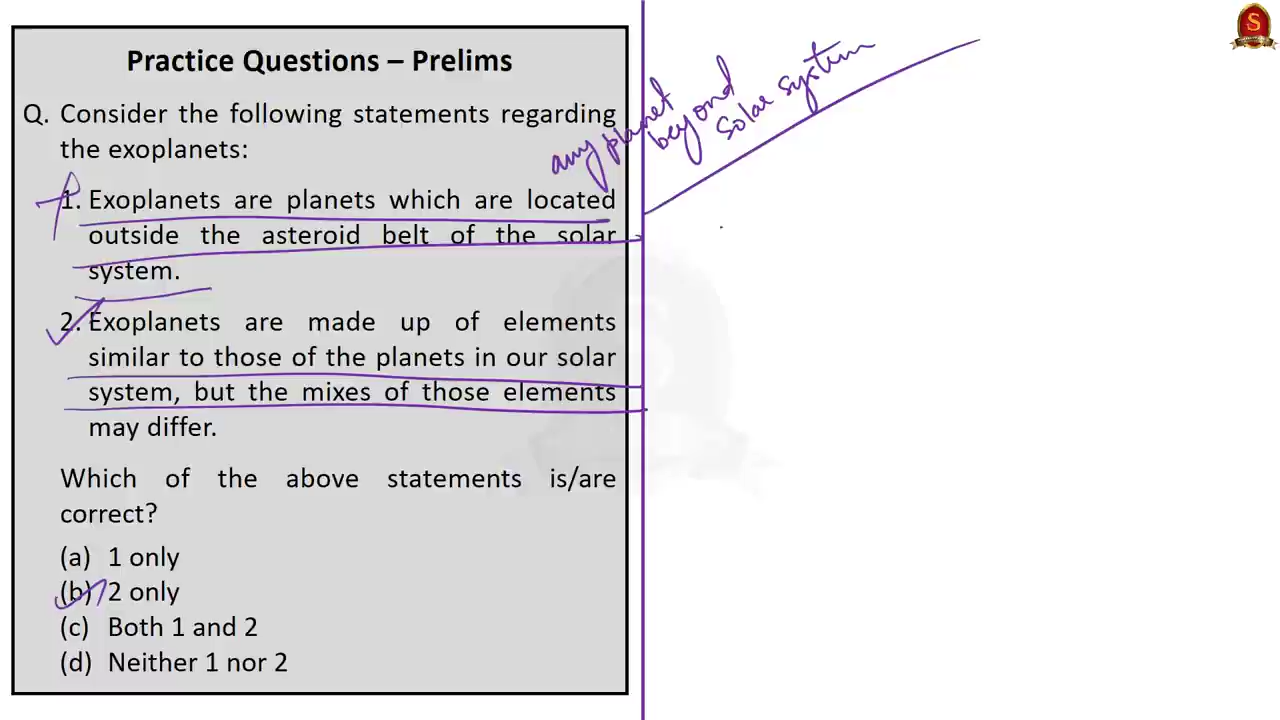 Practice Questions – Prelims
Q. Consider the following statements regarding
the exoplanets:
1. Exoplanets are planets which are located
outside the asteroid belt of the solar
system.
2. Exoplanets are made up of elements
similar to those of the planets in our solar
system, but the mixes of those elements
may differ.
Which of the above statements is/are
correct?
(a) 1 only
(b) 2 only
(c) Both 1 and 2
(d) Neither 1 nor 2
any planet
beyond
solar system
S